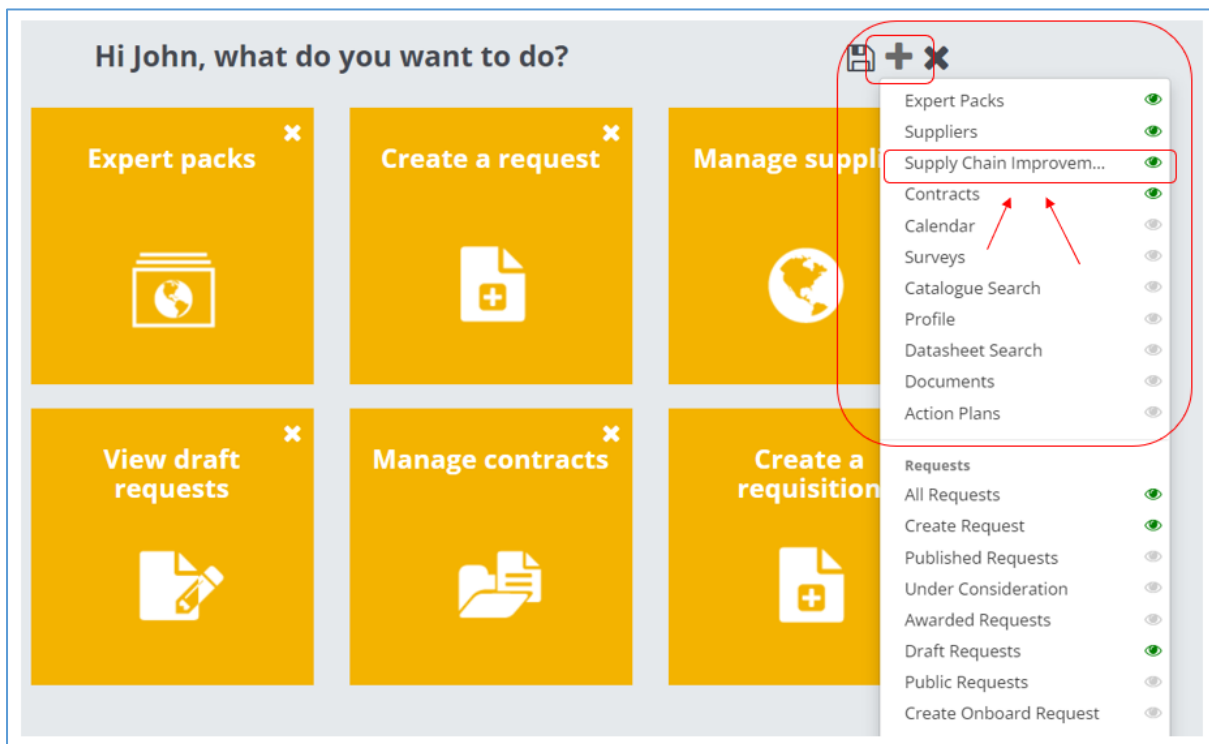 Hi John, what do you want to do?
Expert packs
Create a request
Manage suppli
View draft
requests
Manage contracts
Create a
requisition
Expert Packs
Suppliers
Supply Chain Improvem...
Contracts
Calendar
Surveys
Catalogue Search
Profile
Datasheet Search
Documents
Action Plans
Requests
All Requests
Create Request
Published Requests
Under Consideration
Awarded Requests
Draft Requests
Public Requests
Create Onboard Request